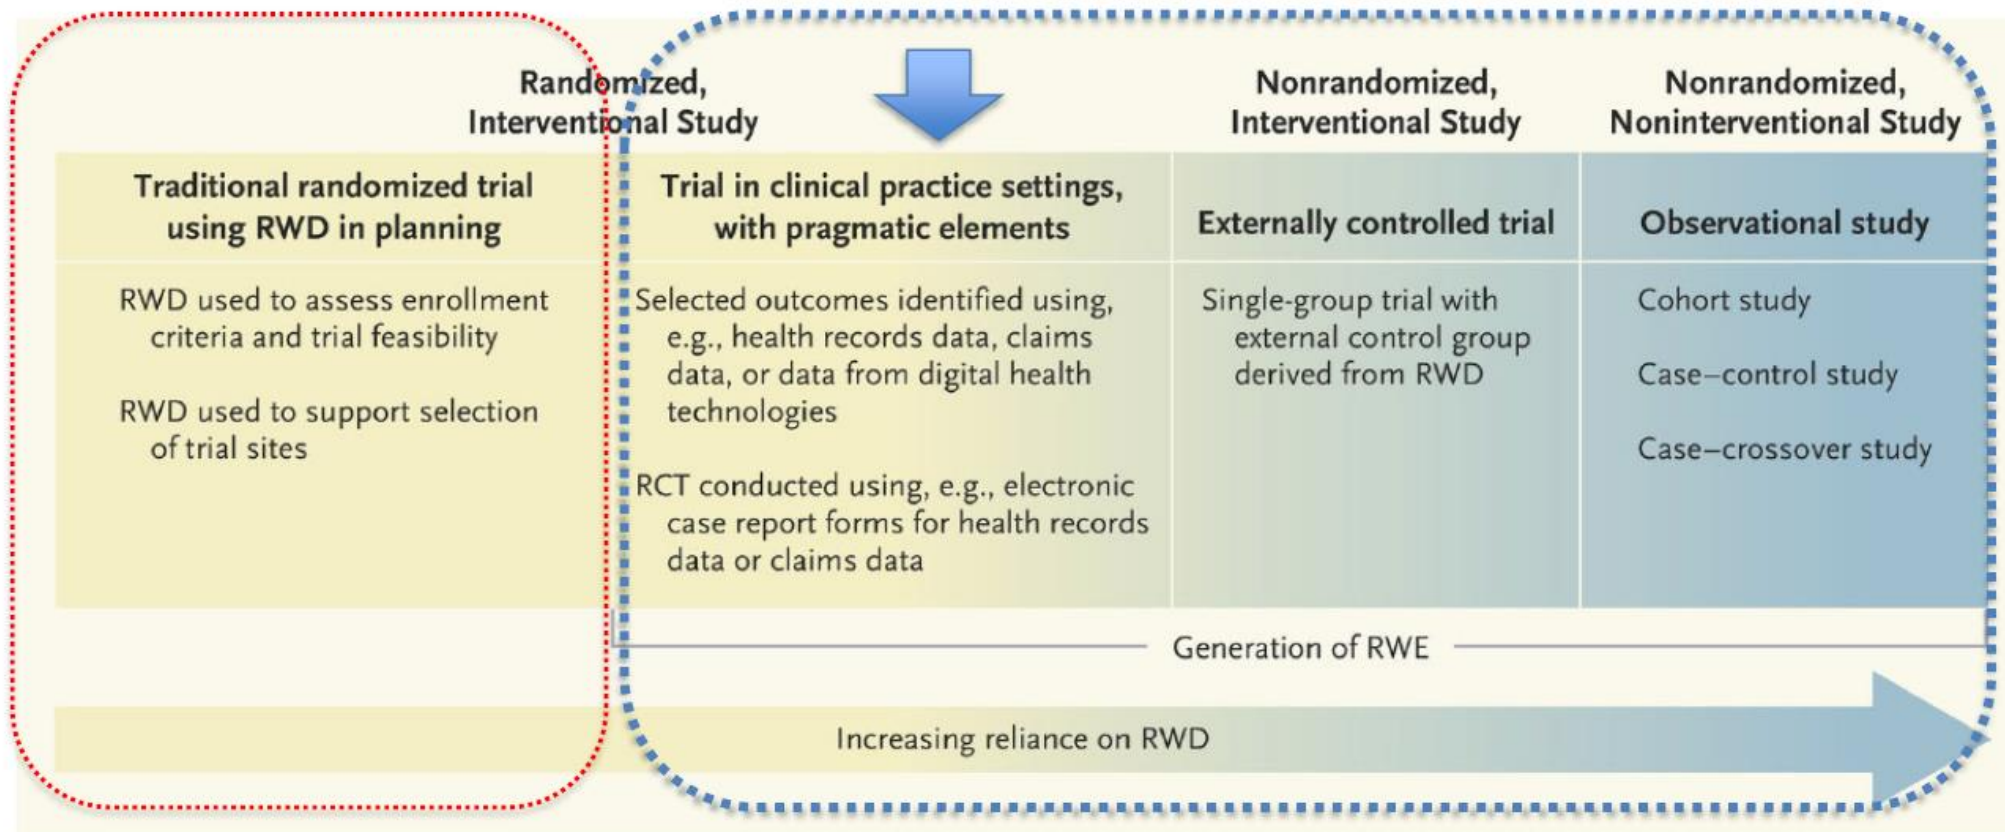 Randomized,
Interventional Study
Nonrandomized,
Interventional Study
Nonrandomized,
Noninterventional Study
Traditional randomized trial
using RWD in planning
Trial in clinical practice settings,
with pragmatic elements
Externally controlled trial
Observational study
RWD used to assess enrollment
criteria and trial feasibility
RWD used to support selection
of trial sites
Selected outcomes identified using,
e.g., health records data, claims
data, or data from digital health
technologies
RCT conducted using, e.g., electronic
case report forms for health records
data or claims data
Single-group trial with
external control group
derived from RWD
Cohort study
Case–control study
Case–crossover study
Generation of RWE
Increasing reliance on RWD